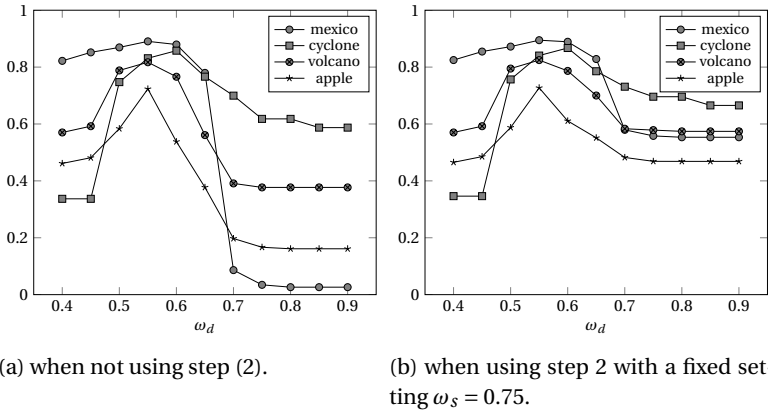 1
0.8
0.6
0.4
0.2
0
0.4 0.5 0.6 0.7 0.8 0.9
ω_d
mexico
cyclone
volcano
apple
(a) when not using step (2).
1
0.8
0.6
0.4
0.2
0
0.4 0.5 0.6 0.7 0.8 0.9
ω_d
mexico
cyclone
volcano
apple
(b) when using step 2 with a fixed set-
ting ω_s = 0.75.